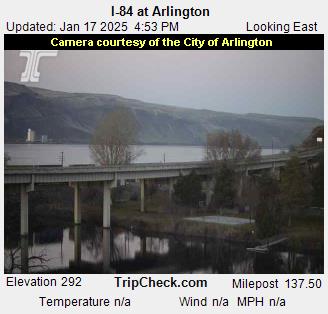 I-84 at Arlington
Updated: Jan 17 2025 4:53 PM Looking East
Camera courtesy of the City of Arlington
Elevation 292 TripCheck.com Milepost 137.50
Temperature n/a Wind n/a MPH n/a